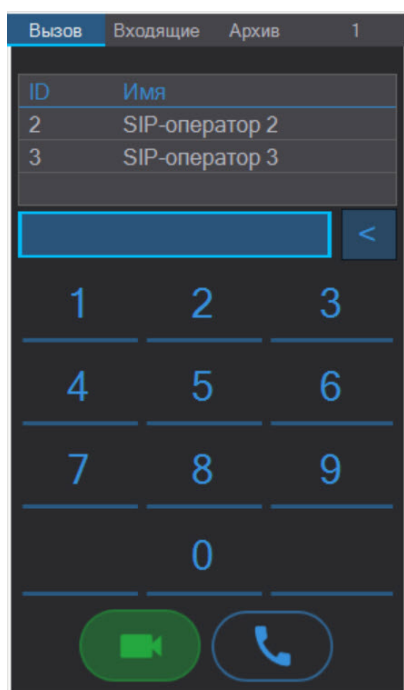 Вызов Входящие Архив 1
ID Имя
2 SIP-оператор 2
3 SIP-оператор 3
<
1 2 3
4 5 6
7 8 9
0